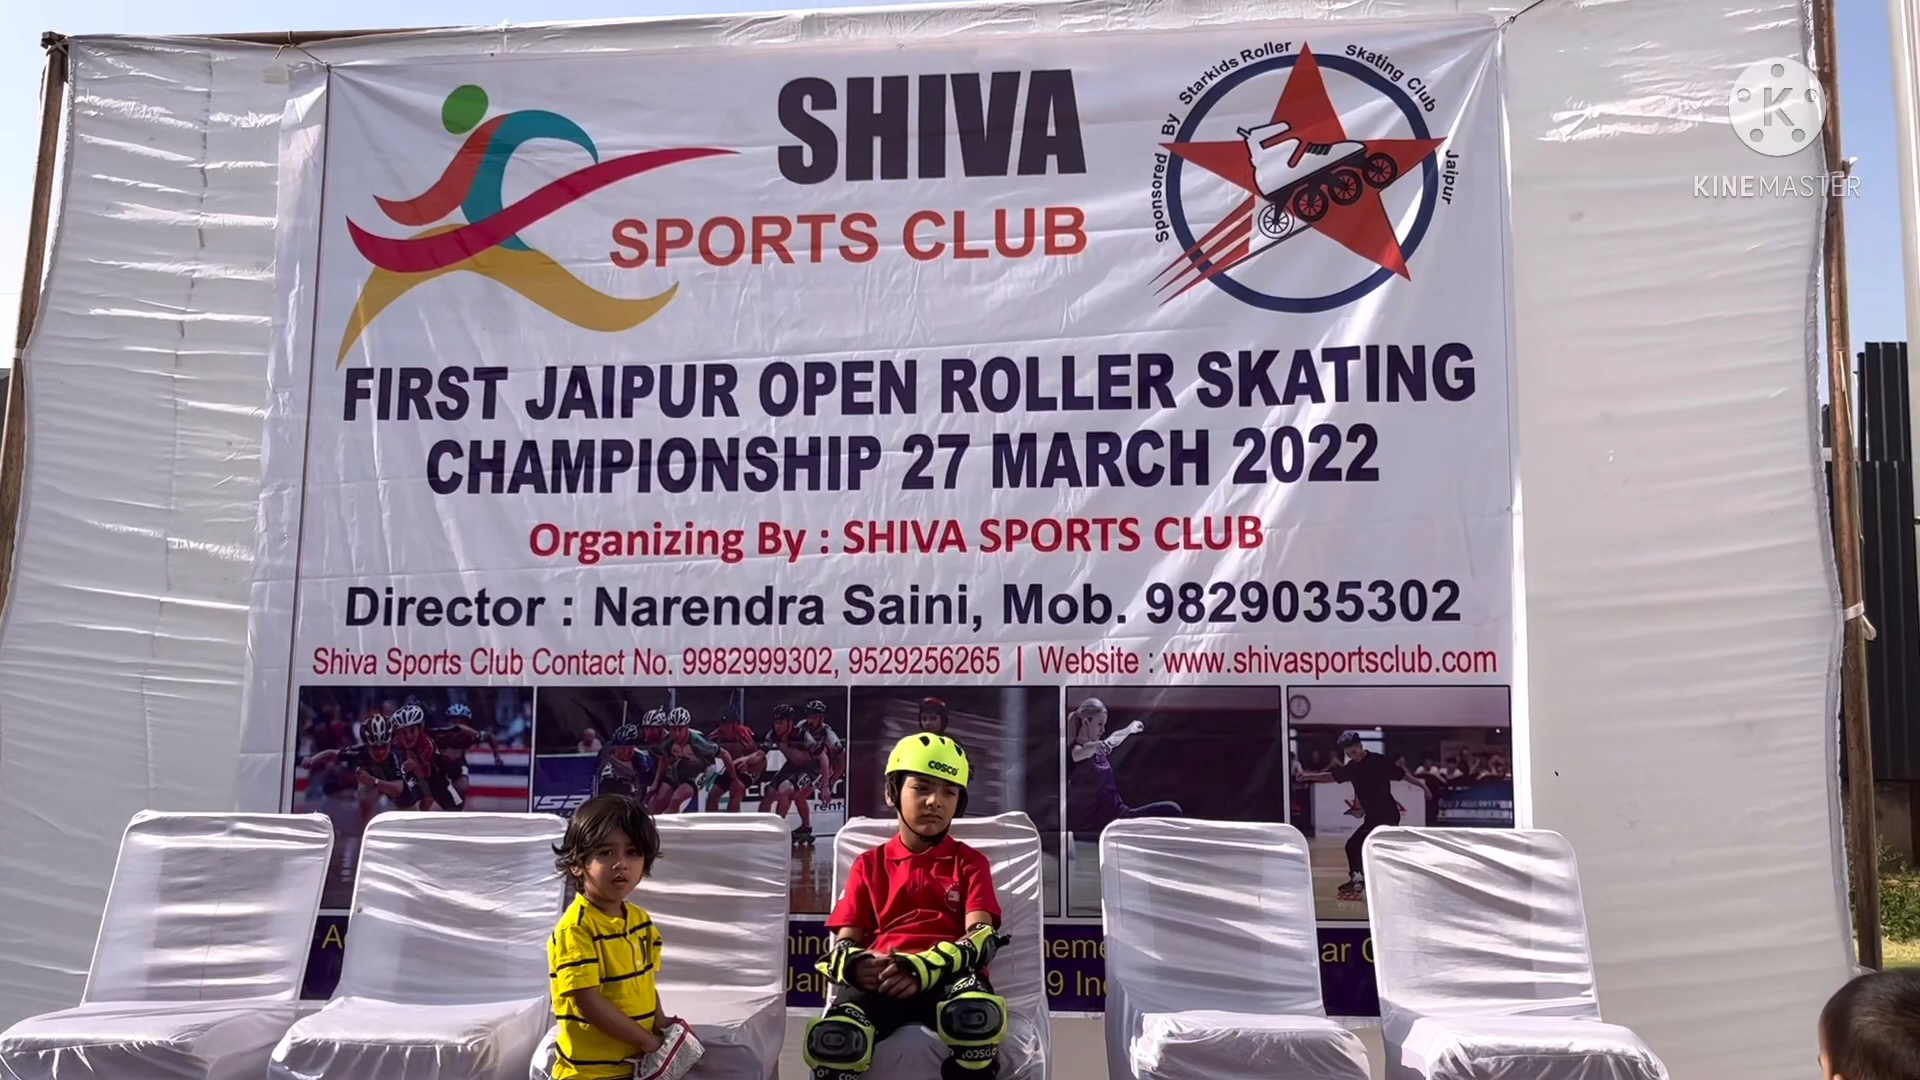 SHIVA
SPORTS CLUB
Sponsored By Starkids Roller Skating Club Jaipur
KINEMASTER
FIRST JAIPUR OPEN ROLLER SKATING
CHAMPIONSHIP 27 MARCH 2022
Organizing By : SHIVA SPORTS CLUB
Director : Narendra Saini, Mob. 9829035302
Shiva Sports Club Contact No. 9982999302, 9529256265 | Website : www.shivasportsclub.com
COSCO